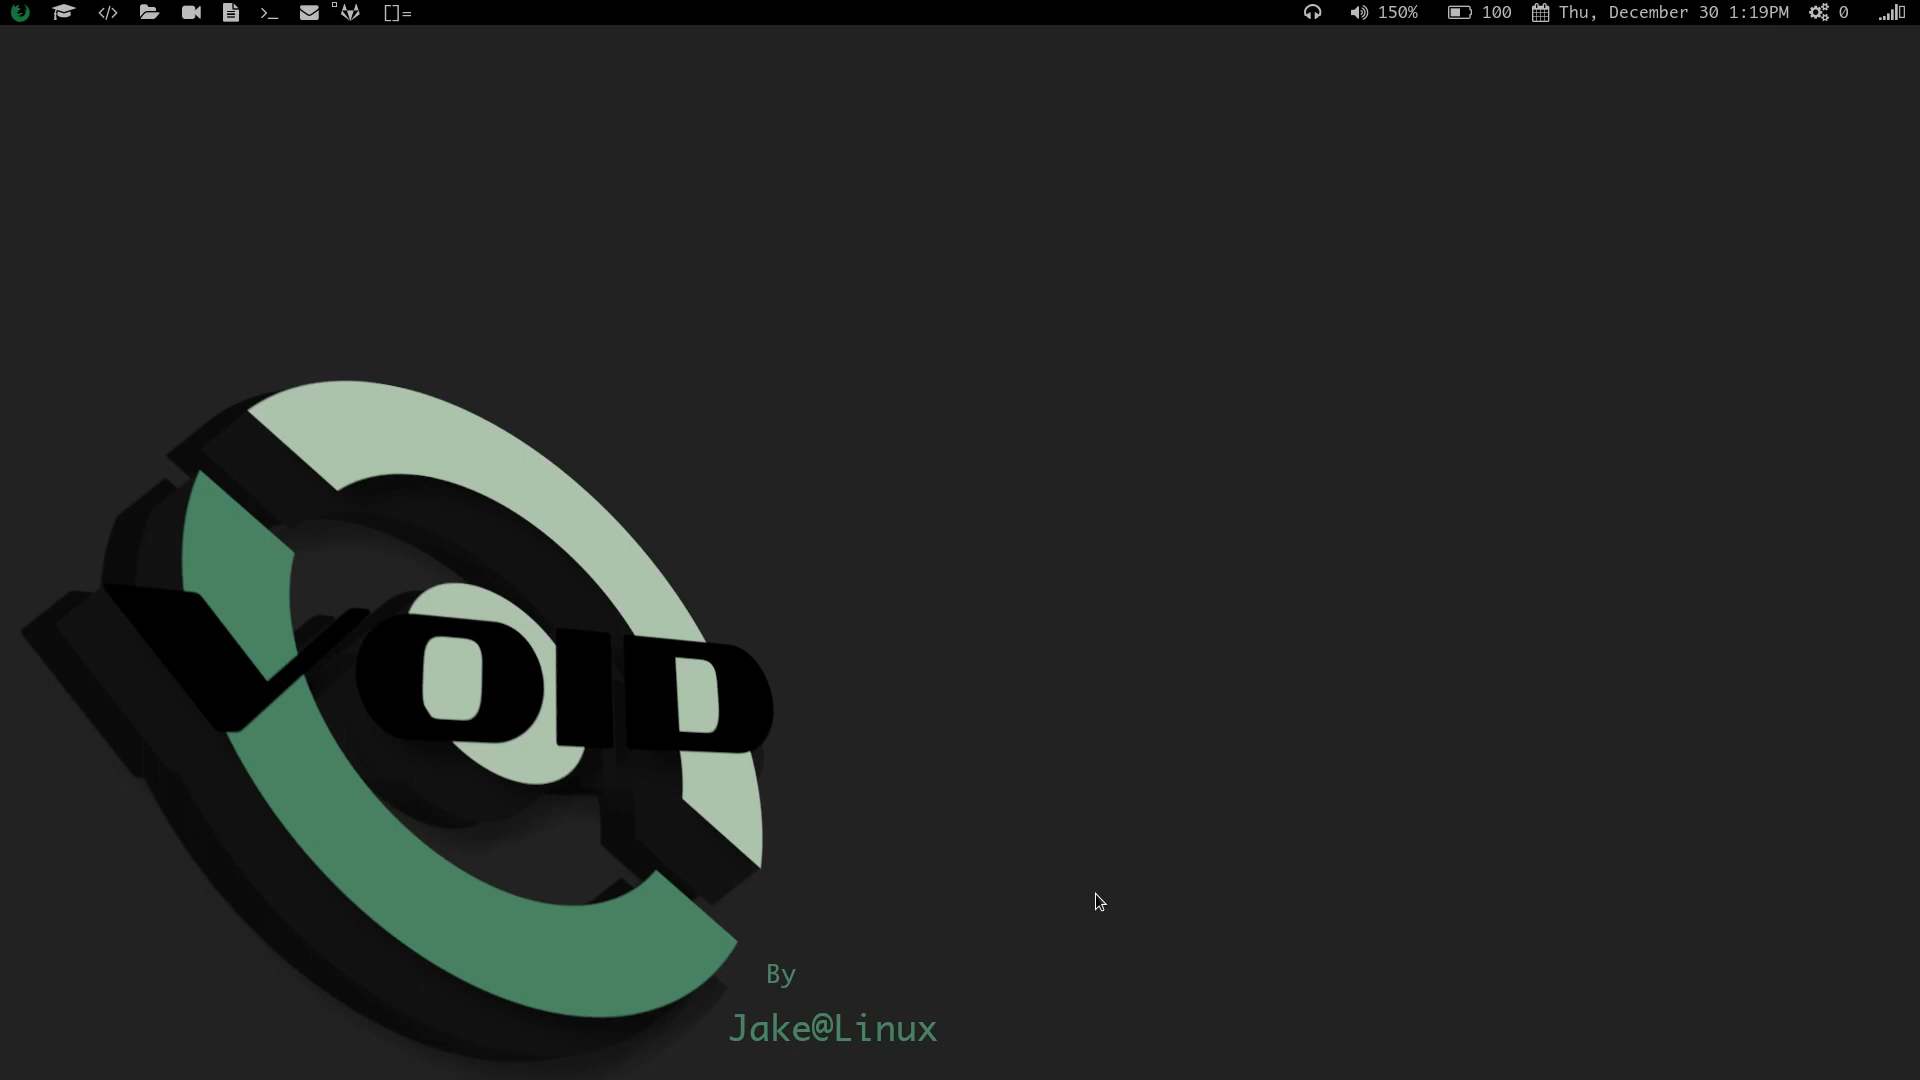 </> >_ []= 150% 100 Thu, December 30 1:19PM 0
VOID
By
Jake@Linux